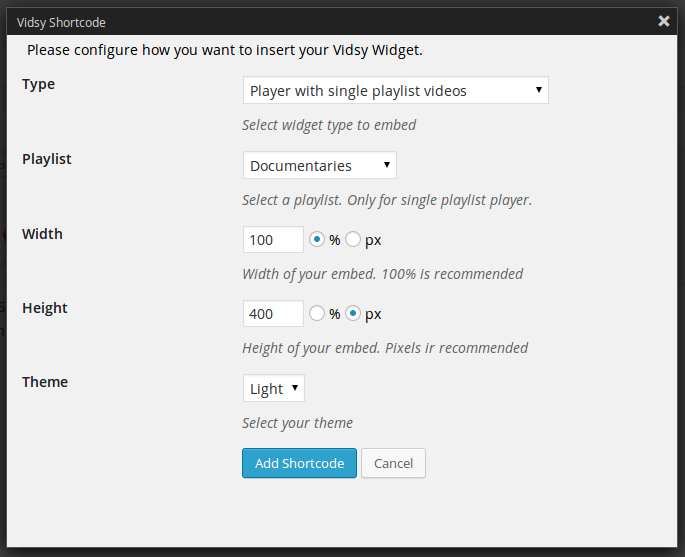 Vidsy Shortcode
Please configure how you want to insert your Vidsy Widget.
Type
Player with single playlist videos
Select widget type to embed
Playlist
Documentaries
Select a playlist. Only for single playlist player.
Width
100 % px
Width of your embed. 100% is recommended
Height
400 % px
Height of your embed. Pixels ir recommended
Theme
Light
Select your theme
Add Shortcode Cancel